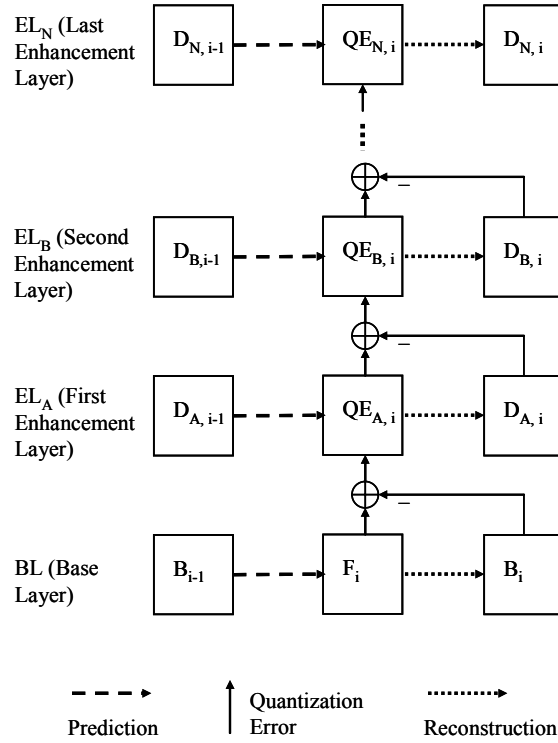 EL_N (Last Enhancement Layer)
D_N, i-1
QE_N, i
D_N, i
–
EL_B (Second Enhancement Layer)
D_B,i-1
QE_B, i
D_B, i
–
EL_A (First Enhancement Layer)
D_A, i-1
QE_A, i
D_A, i
–
BL (Base Layer)
B_i-1
F_i
B_i
Prediction
Quantization Error
Reconstruction